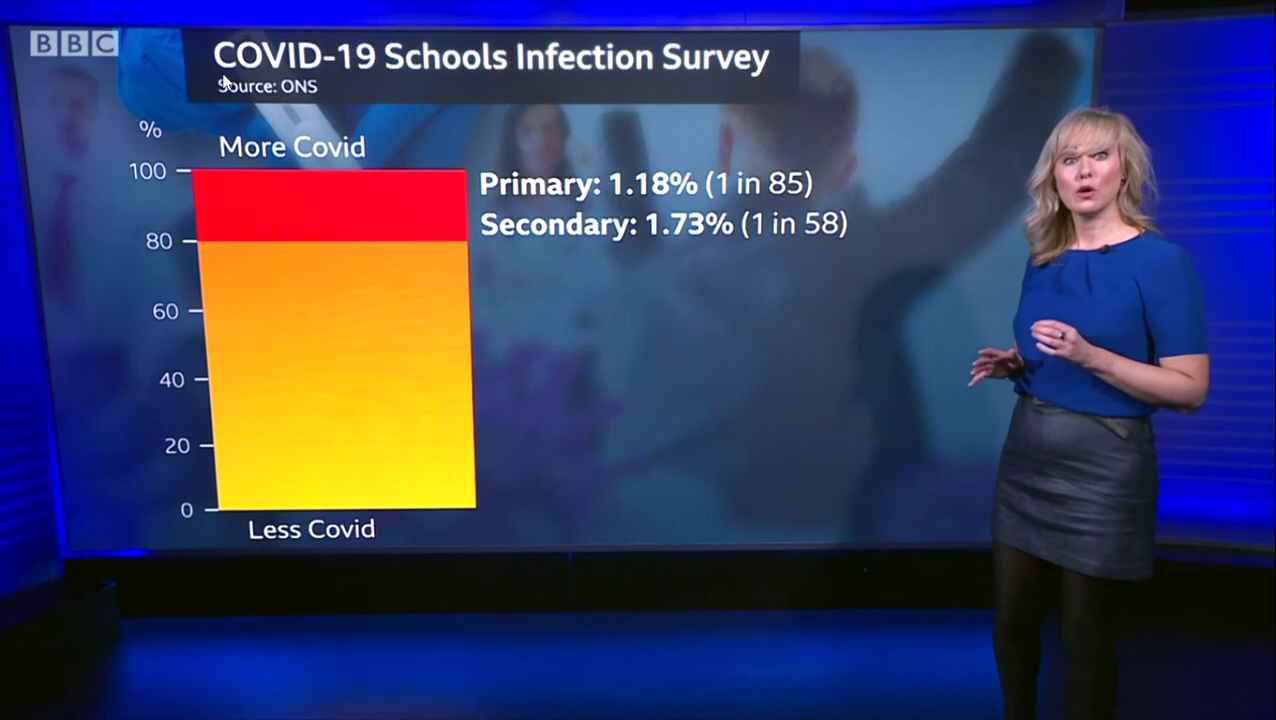 BBC
COVID-19 Schools Infection Survey
Source: ONS
%
More Covid
100
Primary: 1.18% (1 in 85)
Secondary: 1.73% (1 in 58)
80
60
40
20
0
Less Covid